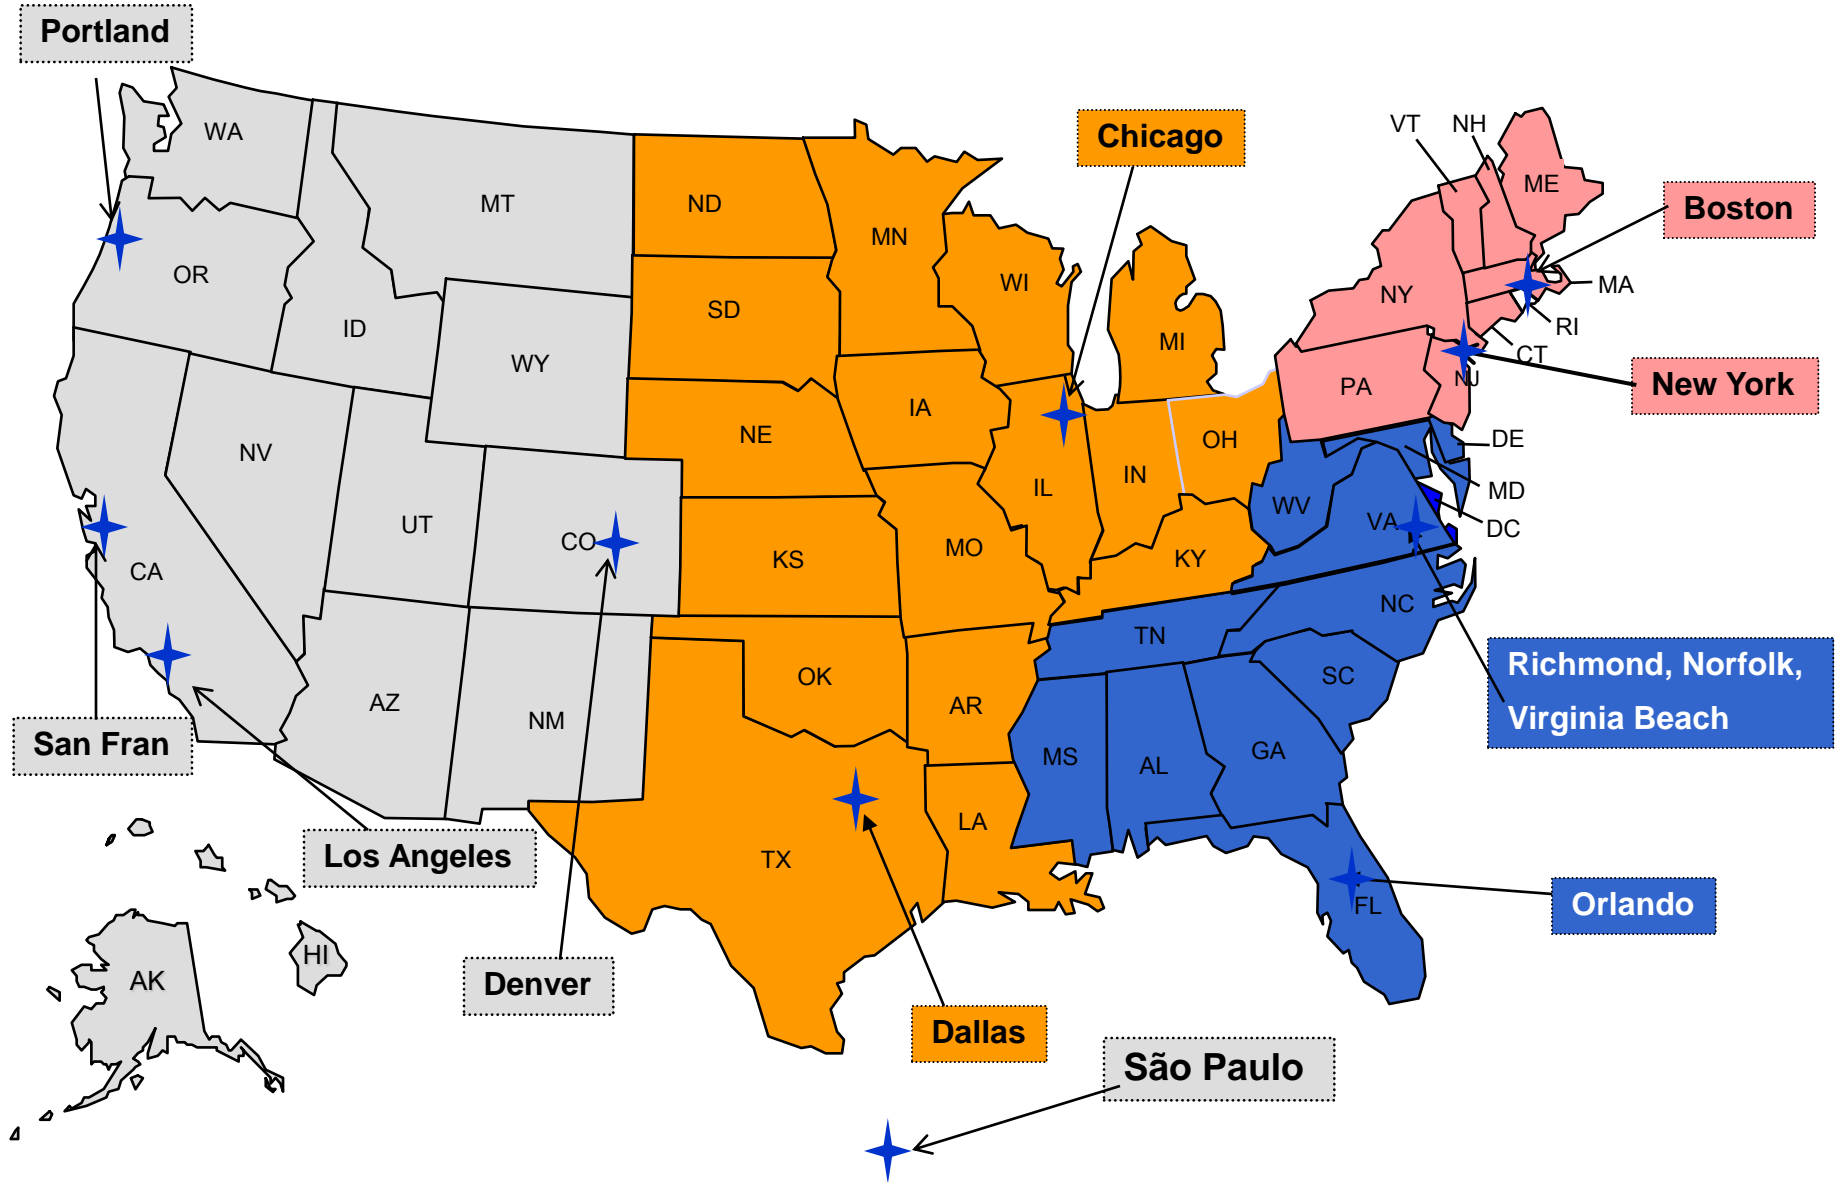 Portland
WA
Chicago
VT
NH
ME
MT
ND
MN
Boston
OR
WI
MA
NY
SD
RI
ID
MI
CT
WY
NJ
New York
PA
IA
NE
OH
DE
NV
IN
IL
MD
WV
UT
VA
DC
CO
MO
KS
KY
CA
NC
TN
Richmond, Norfolk,
Virginia Beach
OK
SC
AZ
AR
NM
San Fran
GA
MS
AL
LA
Los Angeles
TX
FL
Orlando
HI
AK
Denver
Dallas
São Paulo